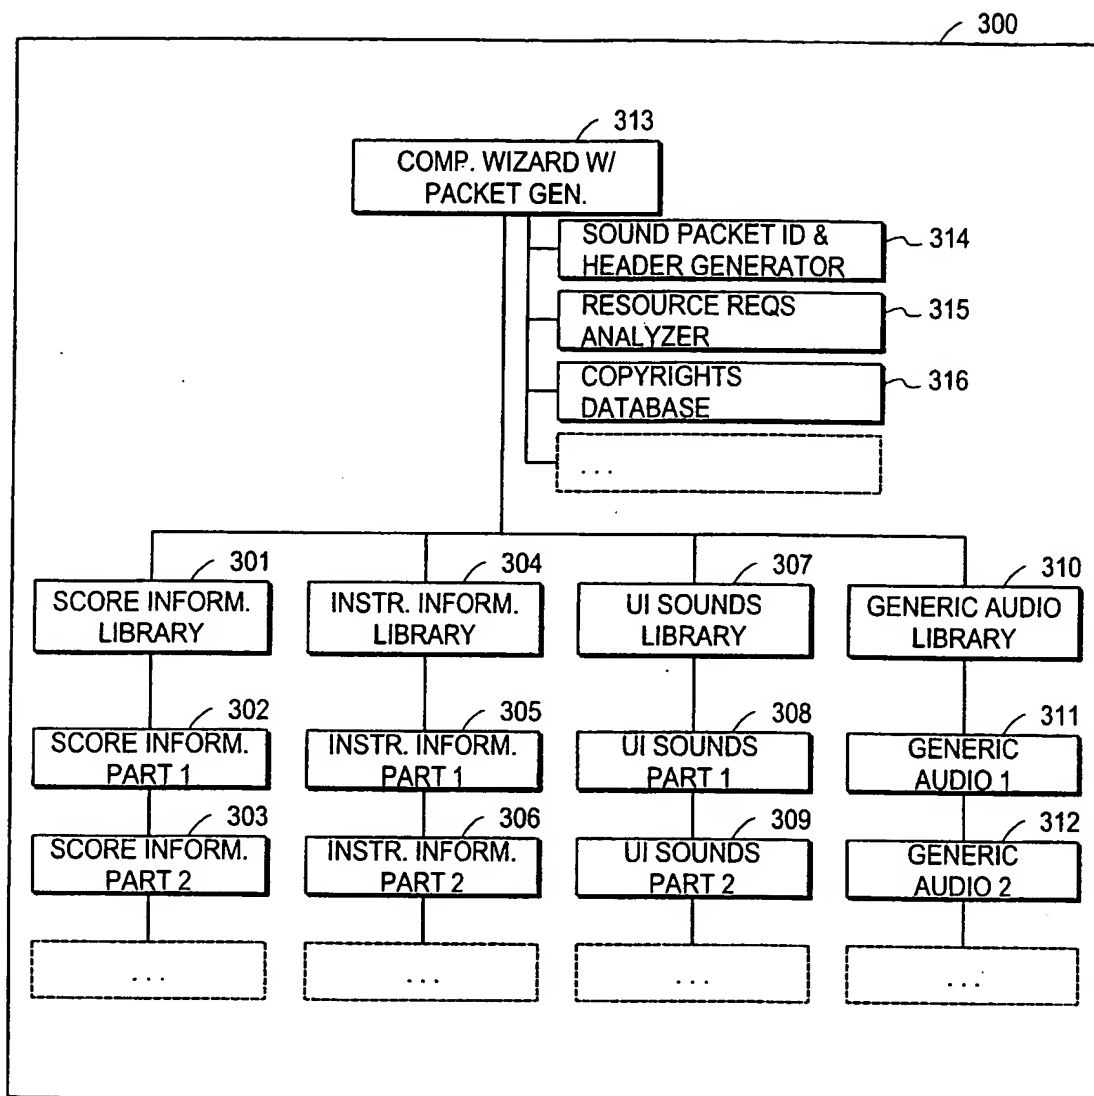 300
313
COMP. WIZARD W/
PACKET GEN.
SOUND PACKET ID &
HEADER GENERATOR
314
RESOURCE REQS
ANALYZER
315
COPYRIGHTS
DATABASE
316
...
301
SCORE INFORM.
LIBRARY
304
INSTR. INFORM.
LIBRARY
307
UI SOUNDS
LIBRARY
310
GENERIC AUDIO
LIBRARY
302
SCORE INFORM.
PART 1
305
INSTR. INFORM.
PART 1
308
UI SOUNDS
PART 1
311
GENERIC
AUDIO 1
303
SCORE INFORM.
PART 2
306
INSTR. INFORM.
PART 2
309
UI SOUNDS
PART 2
312
GENERIC
AUDIO 2
...
...
...
...